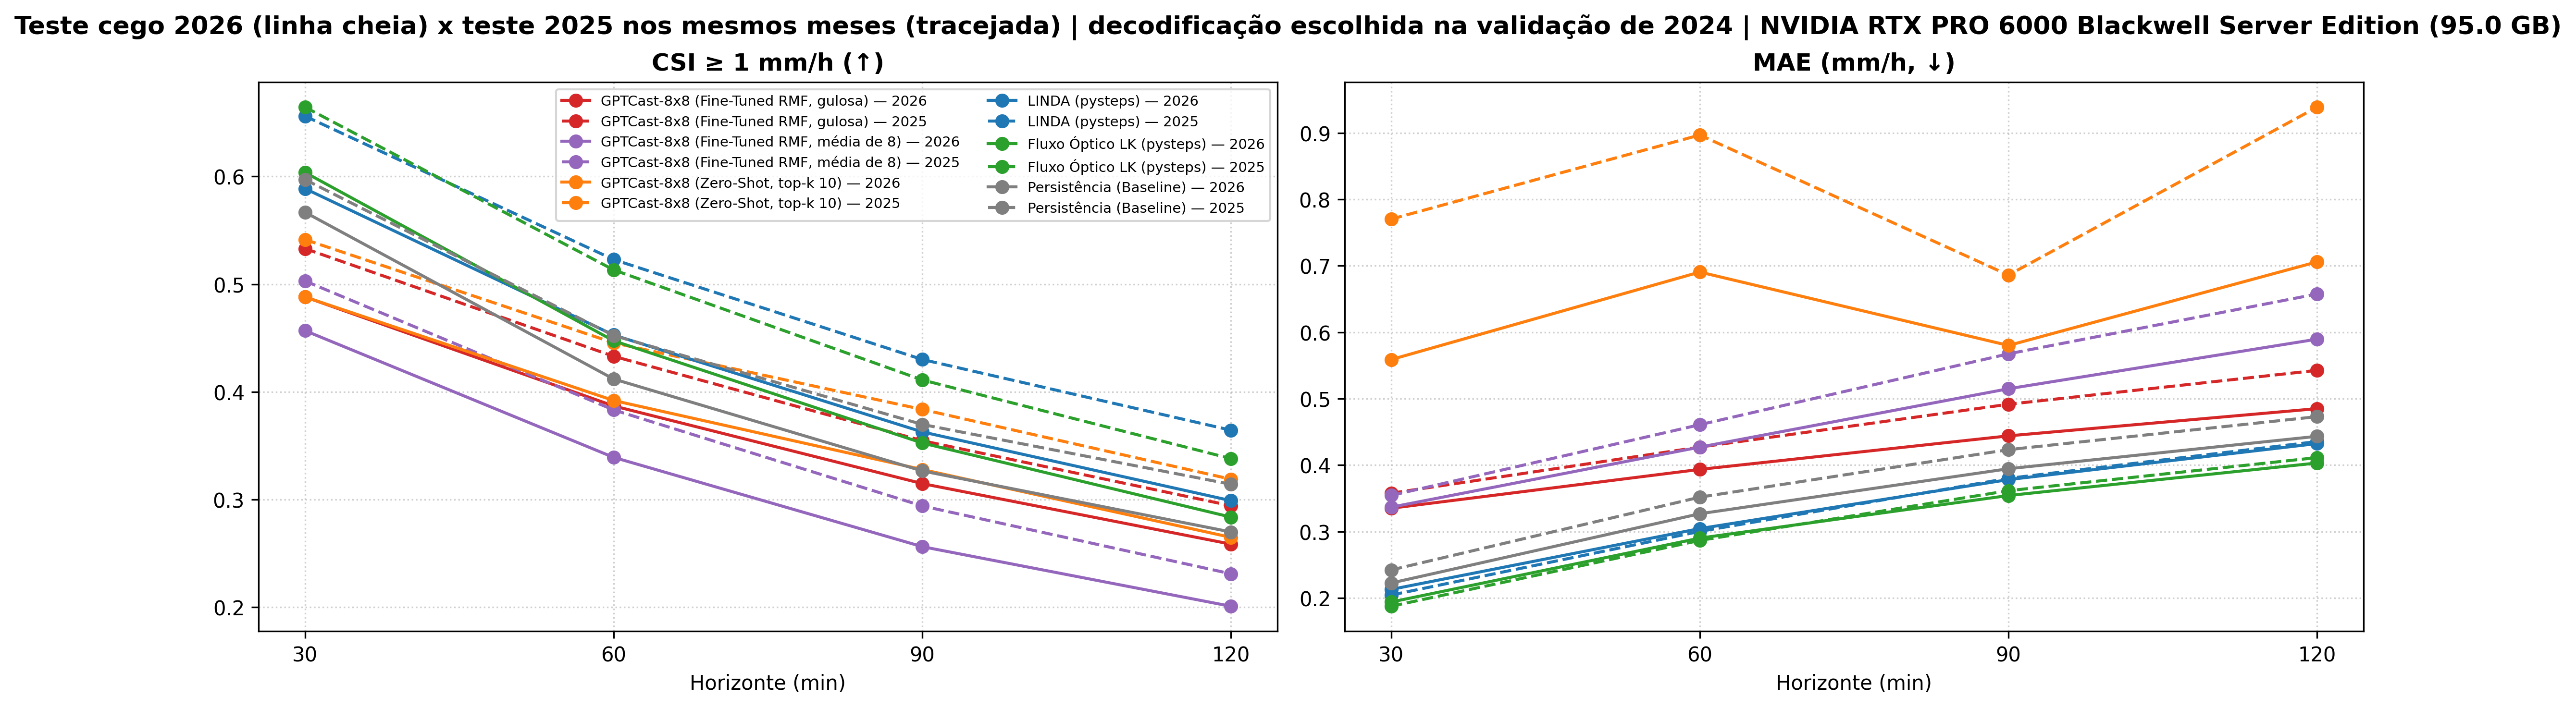 Teste cego 2026 (linha cheia) x teste 2025 nos mesmos meses (tracejada) | decodificação escolhida na validação de 2024 | NVIDIA RTX PRO 6000 Blackwell Server Edition (95.0 GB)
CSI ≥ 1 mm/h (↑)
GPTCast-8x8 (Fine-Tuned RMF, gulosa) — 2026
GPTCast-8x8 (Fine-Tuned RMF, gulosa) — 2025
GPTCast-8x8 (Fine-Tuned RMF, média de 8) — 2026
GPTCast-8x8 (Fine-Tuned RMF, média de 8) — 2025
GPTCast-8x8 (Zero-Shot, top-k 10) — 2026
GPTCast-8x8 (Zero-Shot, top-k 10) — 2025
LINDA (pysteps) — 2026
LINDA (pysteps) — 2025
Fluxo Óptico LK (pysteps) — 2026
Fluxo Óptico LK (pysteps) — 2025
Persistência (Baseline) — 2026
Persistência (Baseline) — 2025
0.6
0.5
0.4
0.3
0.2
30 60 90 120
Horizonte (min)
MAE (mm/h, ↓)
0.9
0.8
0.7
0.6
0.5
0.4
0.3
0.2
30 60 90 120
Horizonte (min)